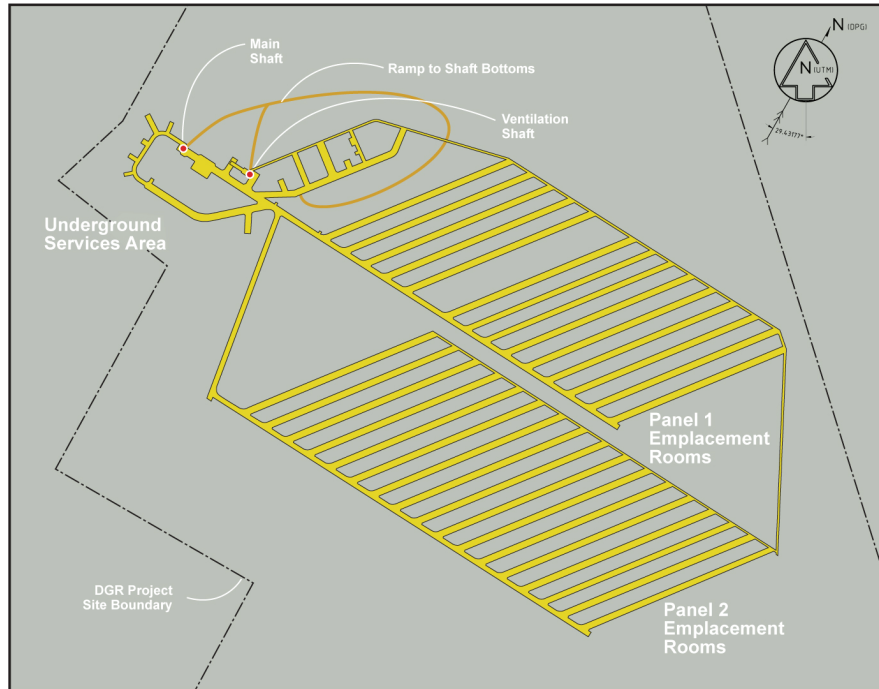 Main
Shaft
Ramp to Shaft Bottoms
Ventilation
Shaft
N (DPG)
N (UTM)
29.43177°
Underground
Services Area
Panel 1
Emplacement
Rooms
DGR Project
Site Boundary
Panel 2
Emplacement
Rooms